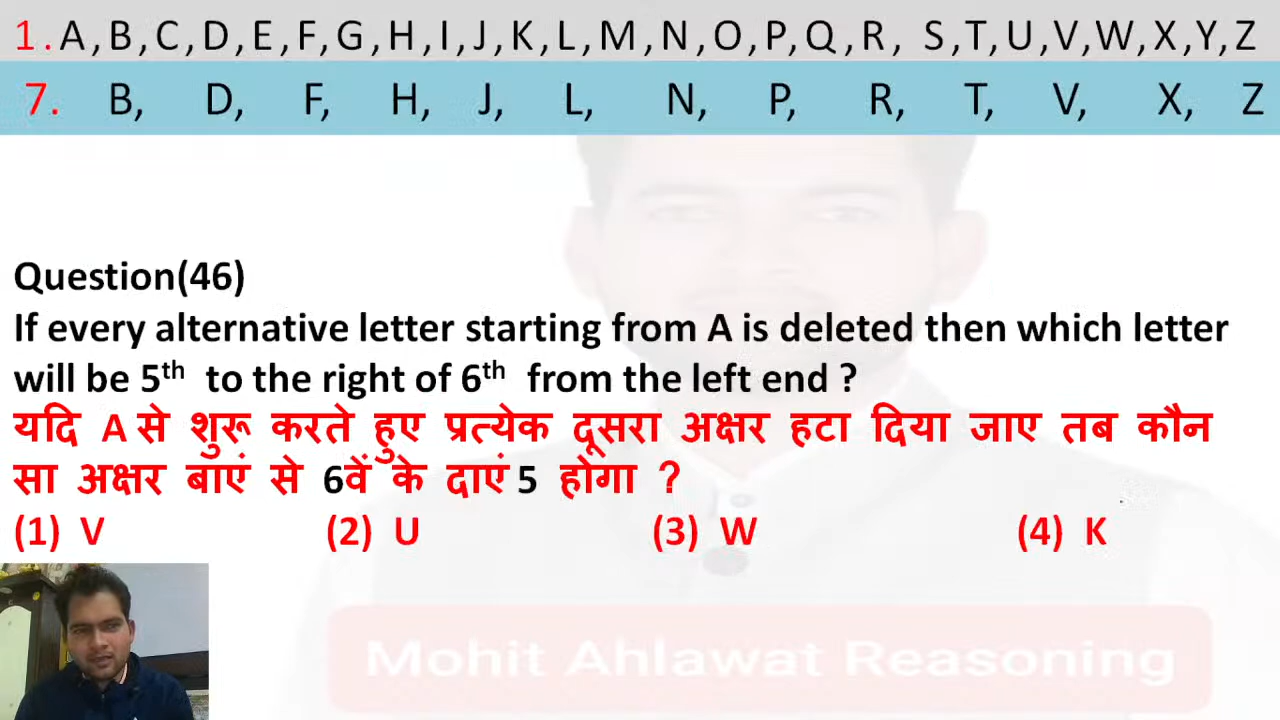 1. A,B,C,D,E,F,G,H,I,J,K,L,M,N,O,P,Q,R, S,T,U,V,W,X,Y,Z
7. B, D, F, H, J, L, N, P, R, T, V, X, Z
Question(46)
If every alternative letter starting from A is deleted then which letter
will be 5th to the right of 6th from the left end ?
यदि A से शुरू करते हुए प्रत्येक दूसरा अक्षर हटा दिया जाए तब कौन
सा अक्षर बाएं से 6वें के दाएं 5 होगा ?
(1) V (2) U (3) W (4) K
Mohit Ahlawat Reasoning